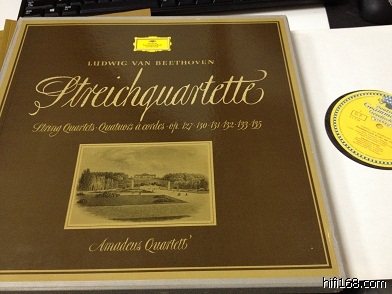 LUDWIG VAN BEETHOVEN
Streichquartette
String Quartets · Quatuors à cordes · op. 127 · 130 · 131 · 132 · 133 · 135
Amadeus Quartett
hifi168.com